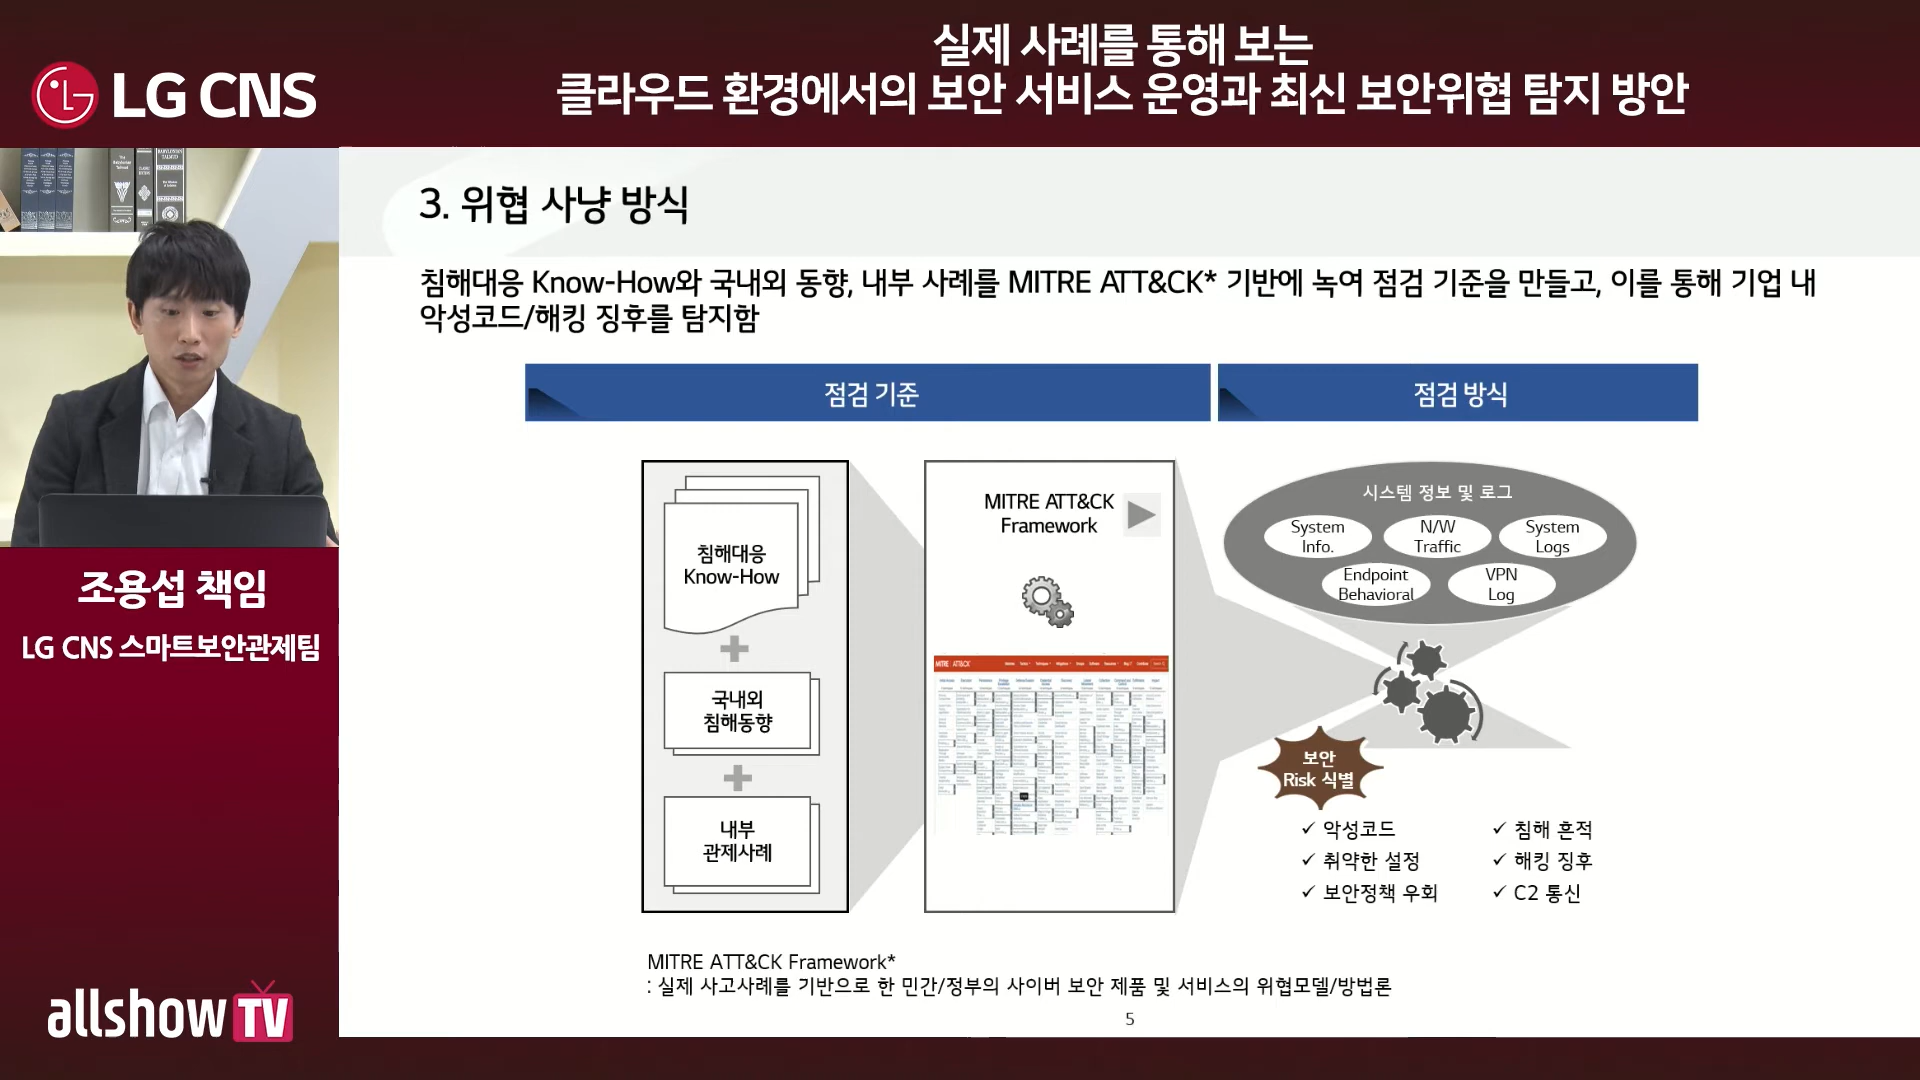 LG CNS
실제 사례를 통해 보는
클라우드 환경에서의 보안 서비스 운영과 최신 보안위협 탐지 방안
3. 위협 사냥 방식
침해대응 Know-How와 국내외 동향, 내부 사례를 MITRE ATT&CK* 기반에 녹여 점검 기준을 만들고, 이를 통해 기업 내
악성코드/해킹 징후를 탐지함
점검 기준
점검 방식
침해대응
Know-How
국내외
침해동향
내부
관제사례
MITRE ATT&CK
Framework
MITRE ATT&CK
시스템 정보 및 로그
System
Info.
N/W
Traffic
System
Logs
Endpoint
Behavioral
VPN
Log
보안
Risk 식별
✓ 악성코드
✓ 취약한 설정
✓ 보안정책 우회
✓ 침해 흔적
✓ 해킹 징후
✓ C2 통신
MITRE ATT&CK Framework*
: 실제 사고사례를 기반으로 한 민간/정부의 사이버 보안 제품 및 서비스의 위협모델/방법론
5
조용섭 책임
LG CNS 스마트보안관제팀
allshow TV